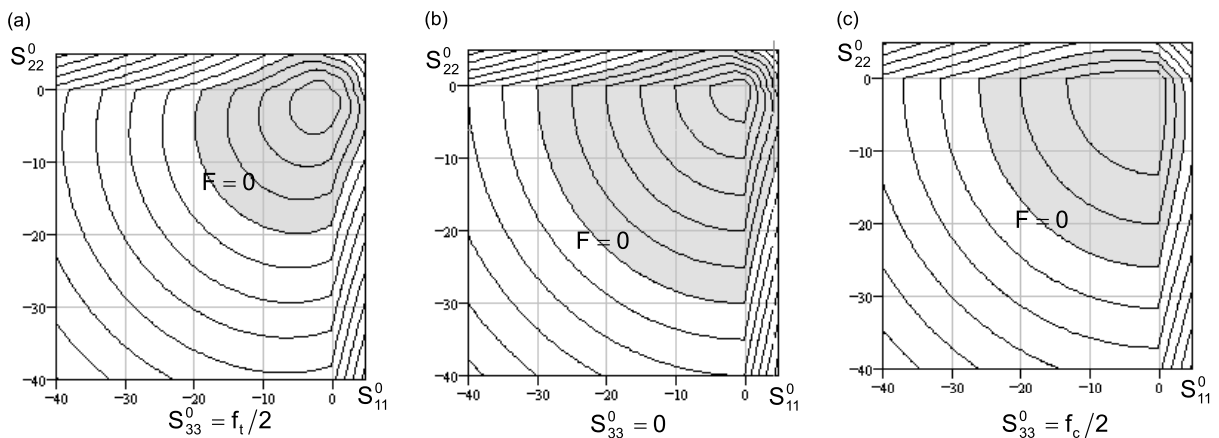 (a)
S⁰₂₂
0
−10
−20
−30
−40
F = 0
−40 −30 −20 −10 0
S⁰₁₁
S⁰₃₃ = fₜ/2
(b)
S⁰₂₂
0
−10
−20
−30
−40
F = 0
−40 −30 −20 −10 0
S⁰₁₁
S⁰₃₃ = 0
(c)
S⁰₂₂
0
−10
−20
−30
−40
F = 0
−40 −30 −20 −10 0
S⁰₁₁
S⁰₃₃ = f_c/2